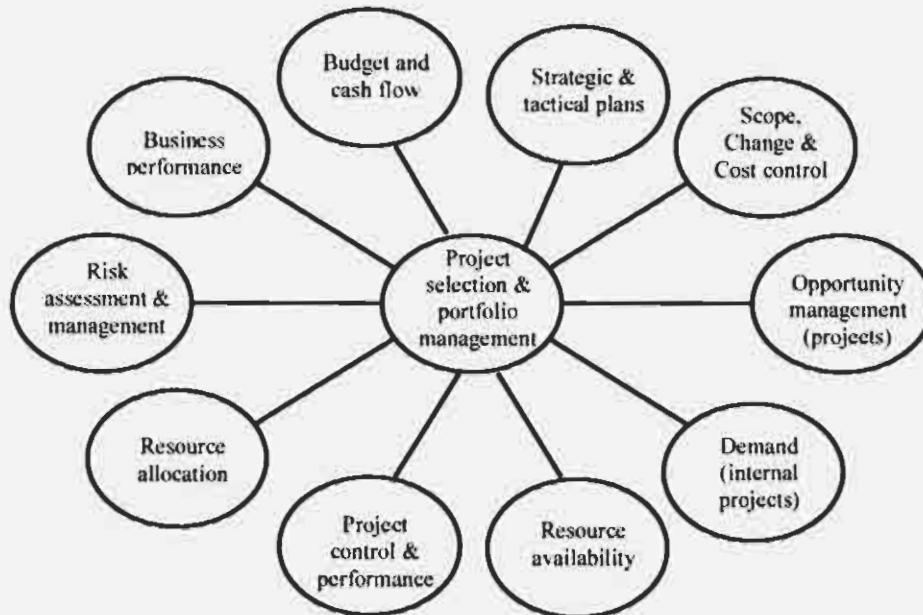 Budget and
cash flow
Strategic &
tactical plans
Scope,
Change &
Cost control
Business
performance
Project
selection &
portfolio
management
Risk
assessment &
management
Opportunity
management
(projects)
Resource
allocation
Demand
(internal
projects)
Project
control &
performance
Resource
availability